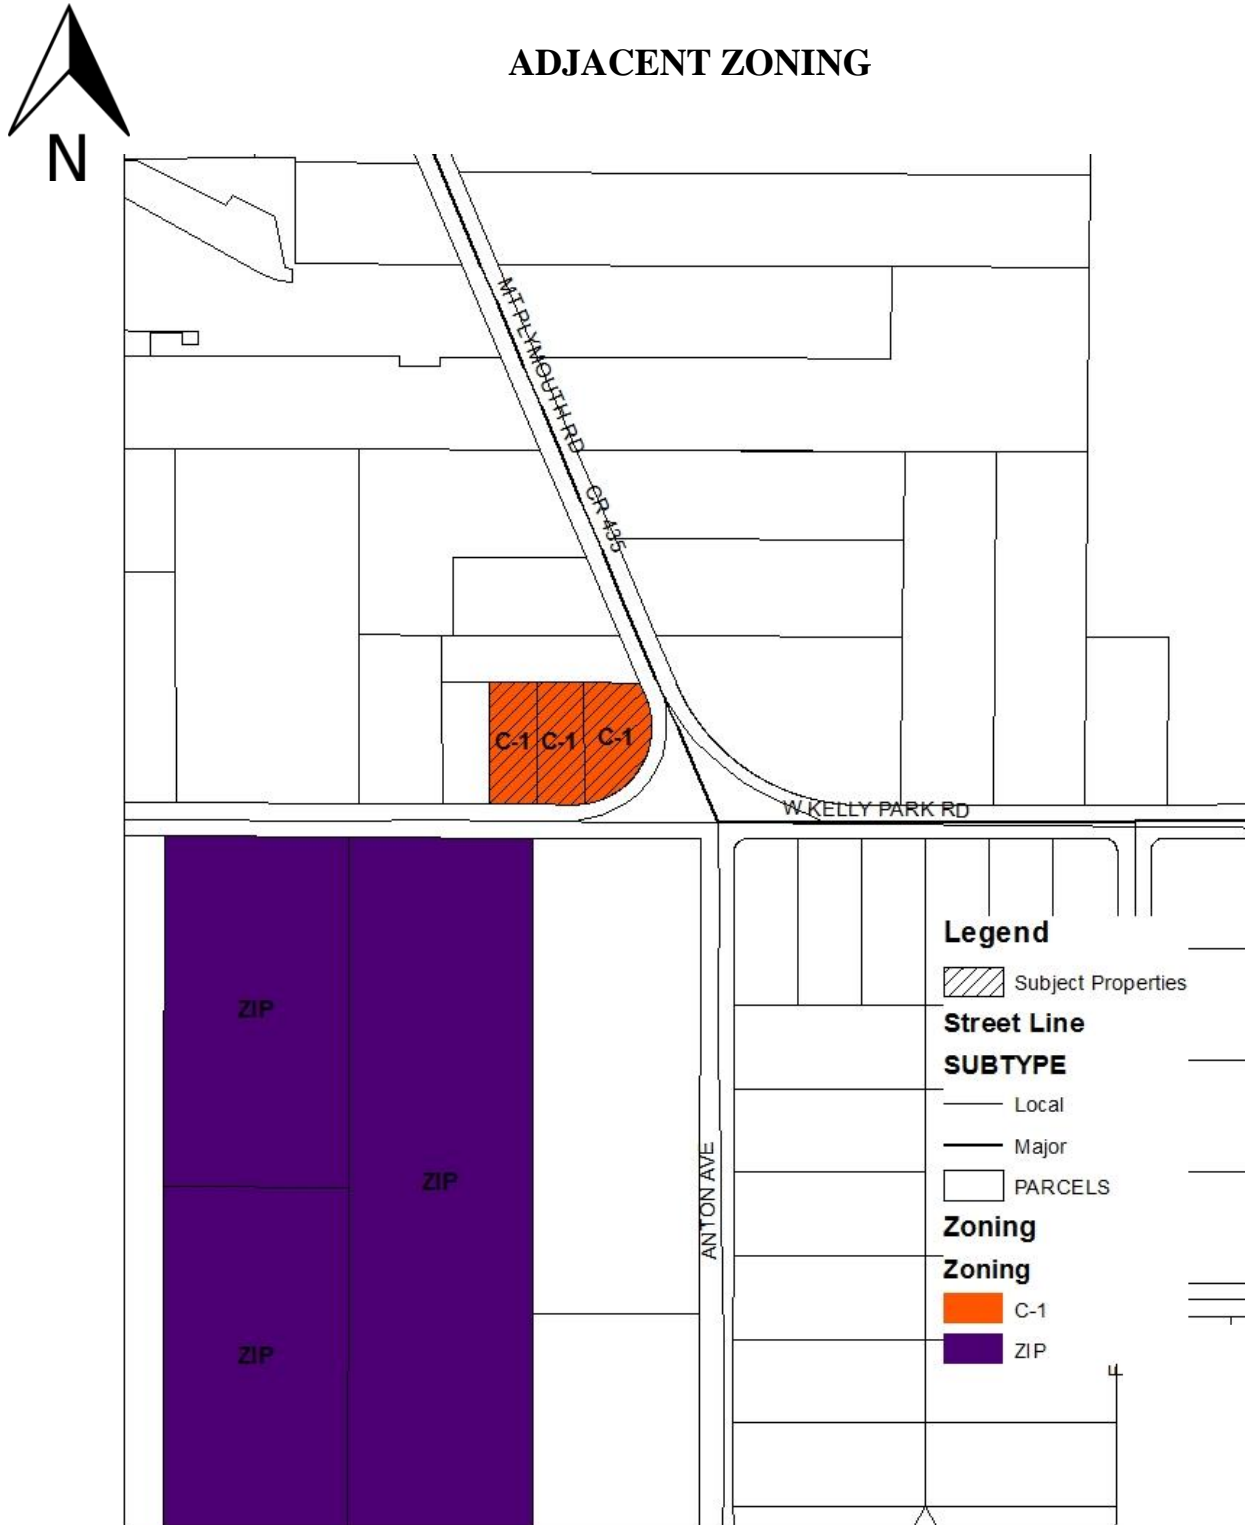 ADJACENT ZONING
N
MT PLYMOUTH RD
CR 435
C-1
C-1
C-1
W KELLY PARK RD
ZIP
ZIP
ZIP
ANTON AVE
Legend
Subject Properties
Street Line
SUBTYPE
Local
Major
PARCELS
Zoning
Zoning
C-1
ZIP